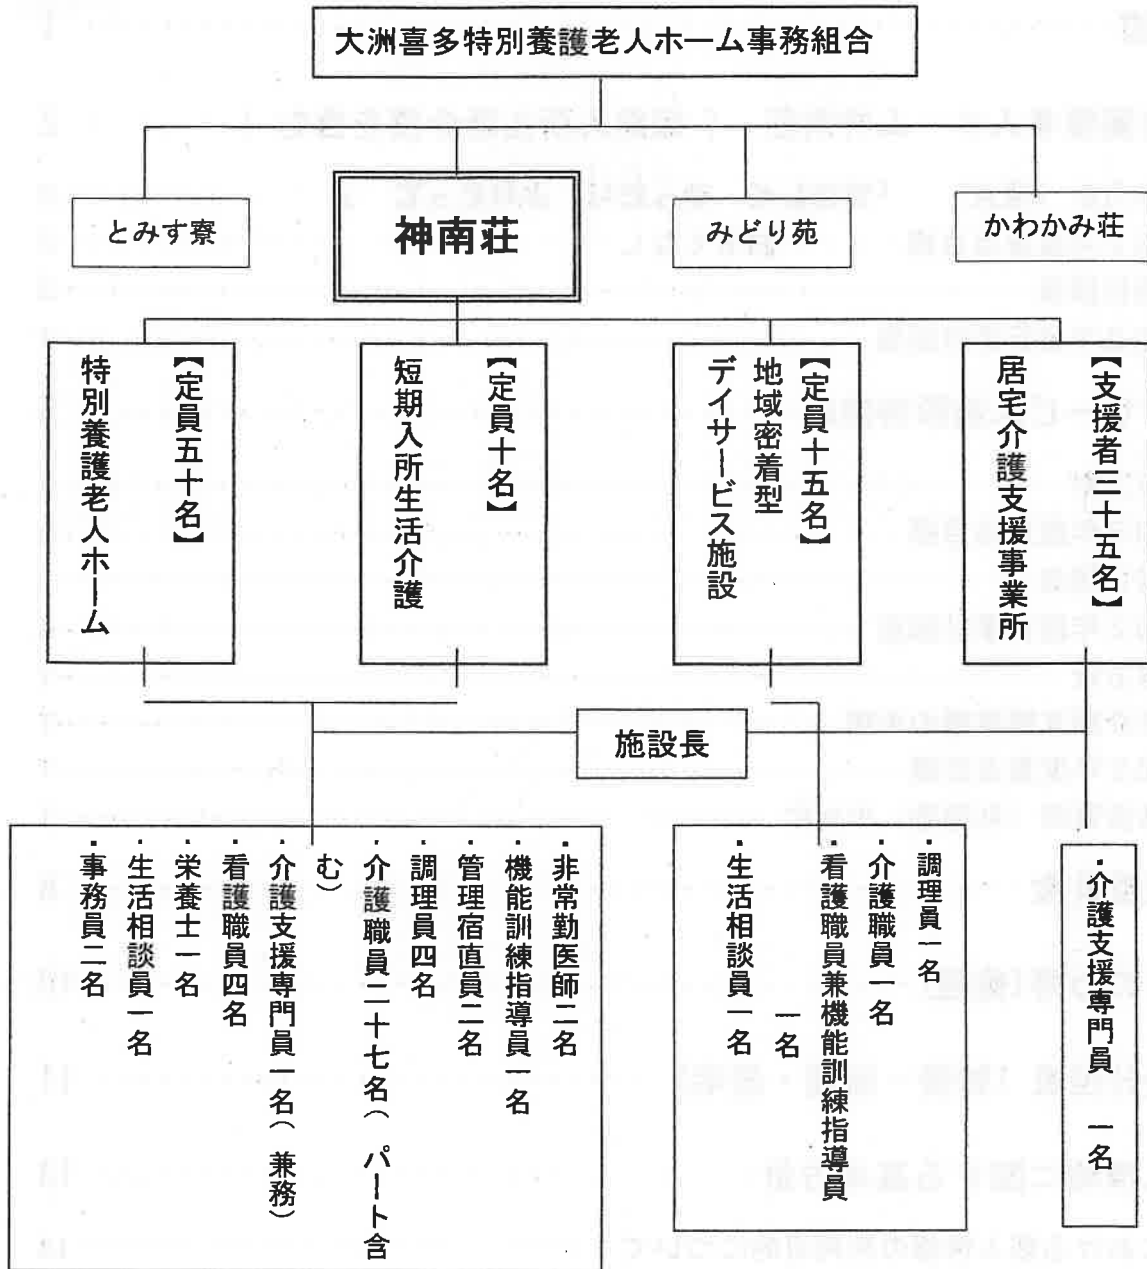 大洲喜多特別養護老人ホーム事務組合
とみす寮
神南荘
みどり苑
かわかみ荘
【定員五十名】
特別養護老人ホーム
【定員十名】
短期入所生活介護
【定員十五名】
地域密着型
デイサービス施設
【支援者三十五名】
居宅介護支援事業所
施設長
・非常勤医師二名
・機能訓練指導員一名
・管理宿直員二名
・調理員四名
・介護職員二十七名(パート含
む)
・介護支援専門員一名(兼務)
・看護職員四名
・栄養士一名
・生活相談員一名
・事務員二名
・調理員一名
・介護職員一名
・看護職員兼機能訓練指導員
一名
・生活相談員一名
・介護支援専門員 一名